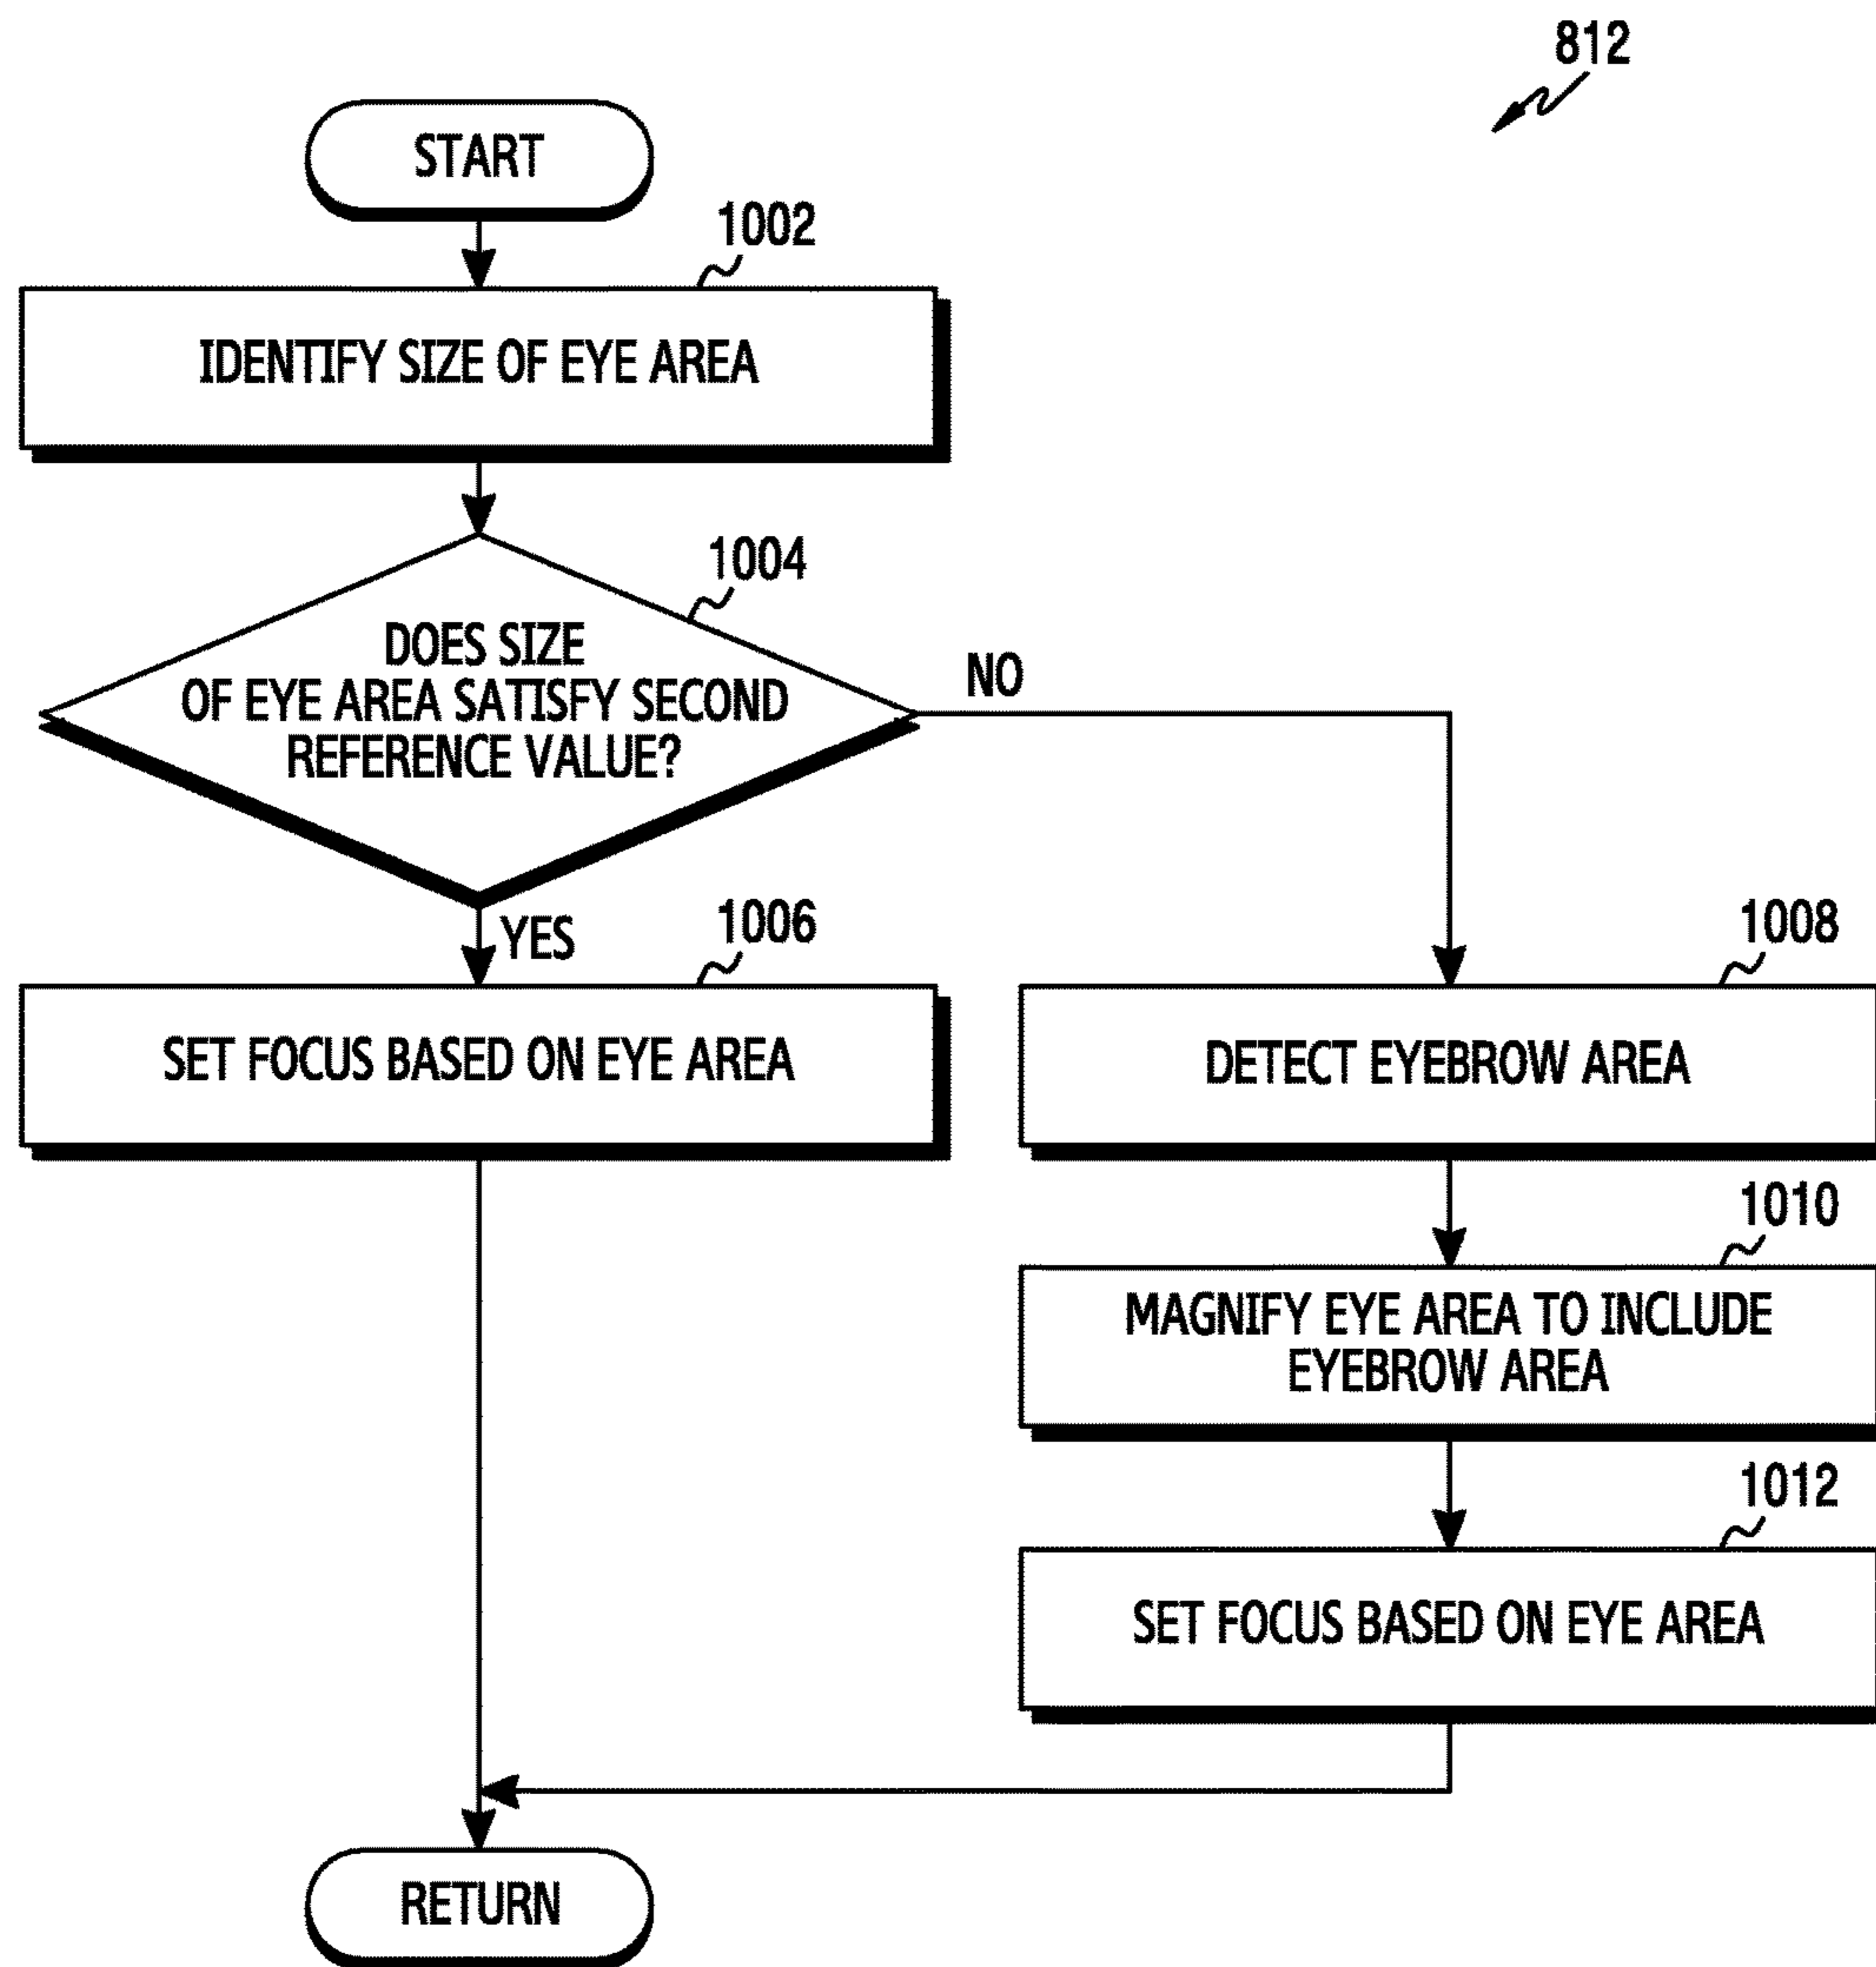 812
START
1002
IDENTIFY SIZE OF EYE AREA
1004
DOES SIZE
OF EYE AREA SATISFY SECOND
REFERENCE VALUE?
NO
YES
1006
SET FOCUS BASED ON EYE AREA
1008
DETECT EYEBROW AREA
1010
MAGNIFY EYE AREA TO INCLUDE
EYEBROW AREA
1012
SET FOCUS BASED ON EYE AREA
RETURN